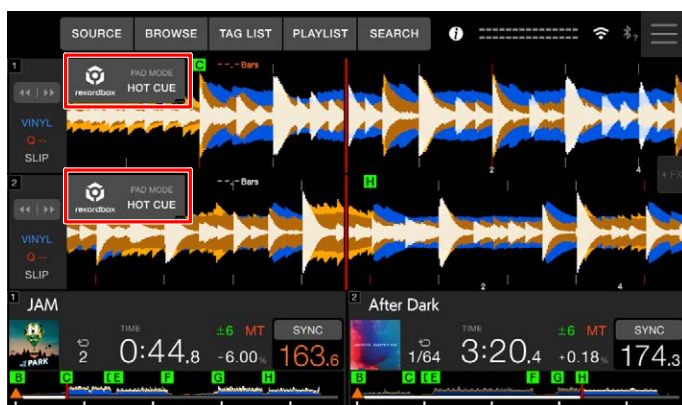 SOURCE BROWSE TAG LIST PLAYLIST SEARCH
1
rekordbox PAD MODE HOT CUE
C --.-Bars
VINYL
Q --
SLIP
2 4
FX
2
rekordbox PAD MODE HOT CUE
--.-Bars H
VINYL
Q --
SLIP
2 4
1 JAM
PARK
2
TIME
0:44.8
±6 MT
-6.00%
SYNC
163.6
B C E F G H
2 After Dark
1/64
TIME
3:20.4
±6 MT
+0.18%
SYNC
174.3
B C E F G H